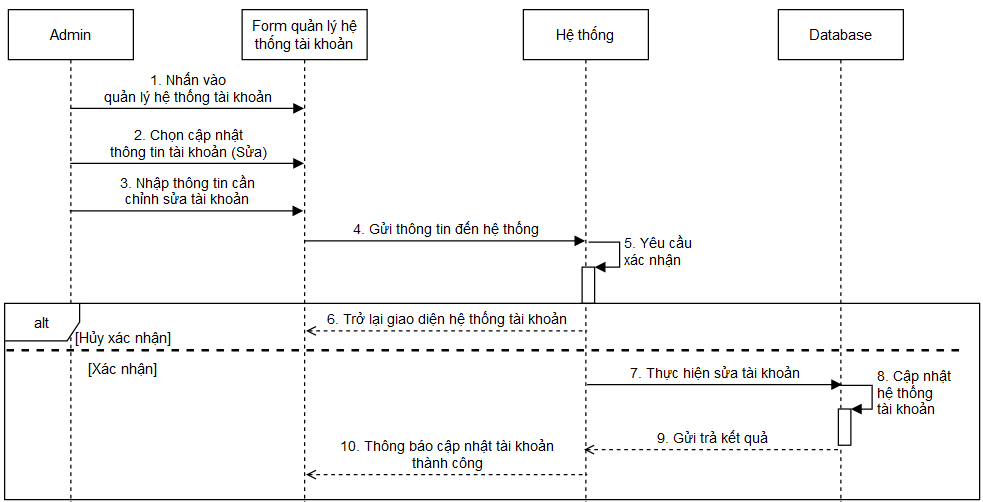 Admin
Form quản lý hệ
thống tài khoản
Hệ thống
Database
1. Nhấn vào
quản lý hệ thống tài khoản
2. Chọn cập nhật
thông tin tài khoản (Sửa)
3. Nhập thông tin cần
chỉnh sửa tài khoản
4. Gửi thông tin đến hệ thống
5. Yêu cầu
xác nhận
alt
6. Trở lại giao diện hệ thống tài khoản
[Hủy xác nhận]
[Xác nhận]
7. Thực hiện sửa tài khoản
8. Cập nhật
hệ thống
tài khoản
9. Gửi trả kết quả
10. Thông báo cập nhật tài khoản
thành công